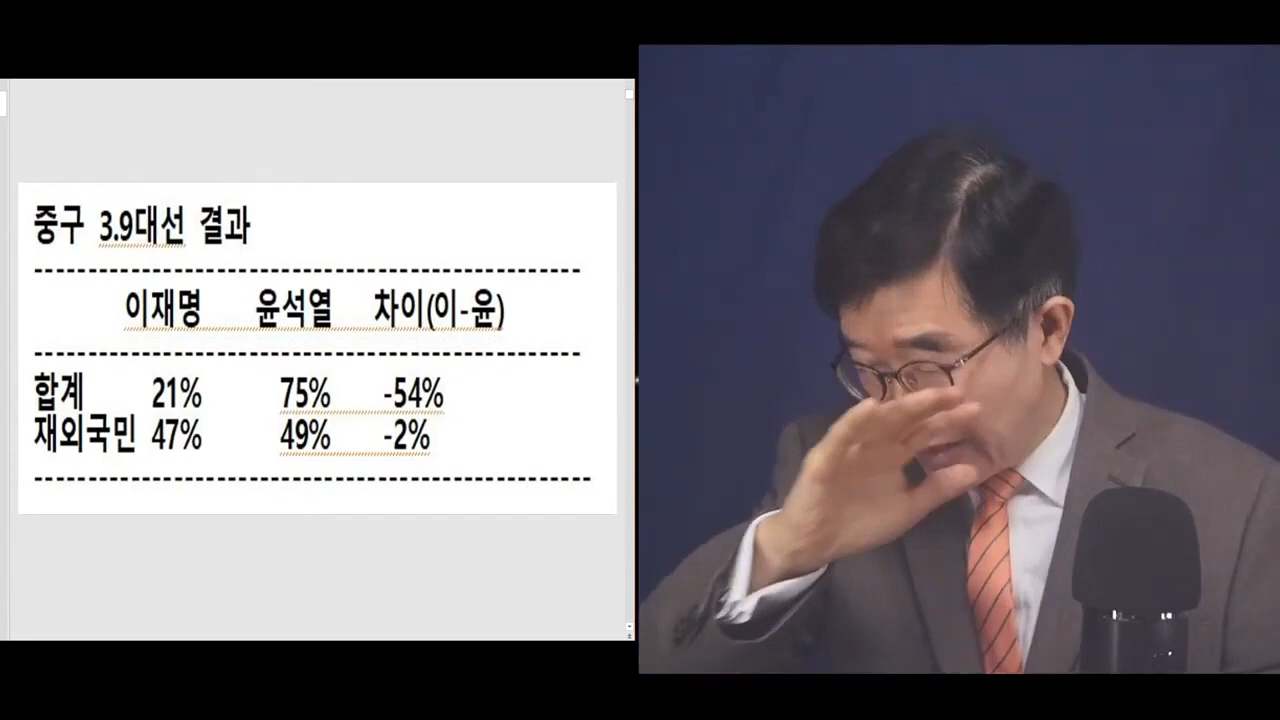 중구 3.9대선 결과
이재명 윤석열 차이(이-윤)
합계 21% 75% -54%
재외국민 47% 49% -2%